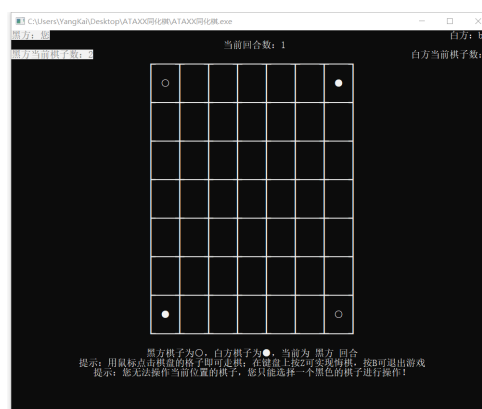 C:\Users\YangKai\Desktop\ATAXX同化棋\ATAXX同化棋.exe
黑方：您
白方：b
当前回合数：1
黑方当前棋子数：2
白方当前棋子数：
黑方棋子为○，白方棋子为●，当前为 黑方 回合
提示：用鼠标点击棋盘的格子即可走棋；在键盘上按Z可实现悔棋，按B可退出游戏
提示：您无法操作当前位置的棋子，您只能选择一个黑色的棋子进行操作！